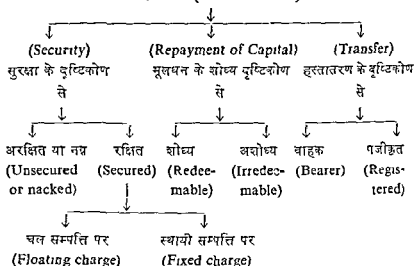 (Security) (Repayment of Capital) (Transfer)
सुरक्षा के दृष्टिकोण मूलधन के शोध्य दृष्टिकोण हस्तातरण के दृष्टिकोण
से से से
अरक्षित या नग्न रक्षित शोध्य अशोध्य वाहक पजीकृत
(Unsecured (Secured) (Redee- (Irredee- (Bearer) (Regis-
or nacked) mable) mable) tered)
चल सम्पत्ति पर स्थायी सम्पत्ति पर
(Floating charge) (Fixed charge)